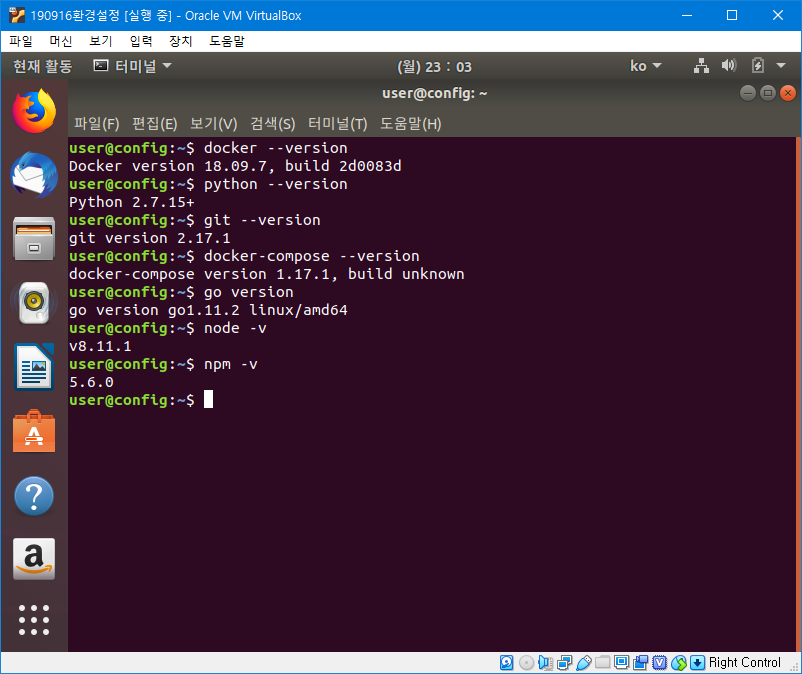 190916환경설정 [실행 중] - Oracle VM VirtualBox
파일 머신 보기 입력 장치 도움말
현재 활동 터미널 (월) 23 : 03 ko
user@config: ~
파일(F) 편집(E) 보기(V) 검색(S) 터미널(T) 도움말(H)
user@config:~$ docker --version
Docker version 18.09.7, build 2d0083d
user@config:~$ python --version
Python 2.7.15+
user@config:~$ git --version
git version 2.17.1
user@config:~$ docker-compose --version
docker-compose version 1.17.1, build unknown
user@config:~$ go version
go version go1.11.2 linux/amd64
user@config:~$ node -v
v8.11.1
user@config:~$ npm -v
5.6.0
user@config:~$
Right Control